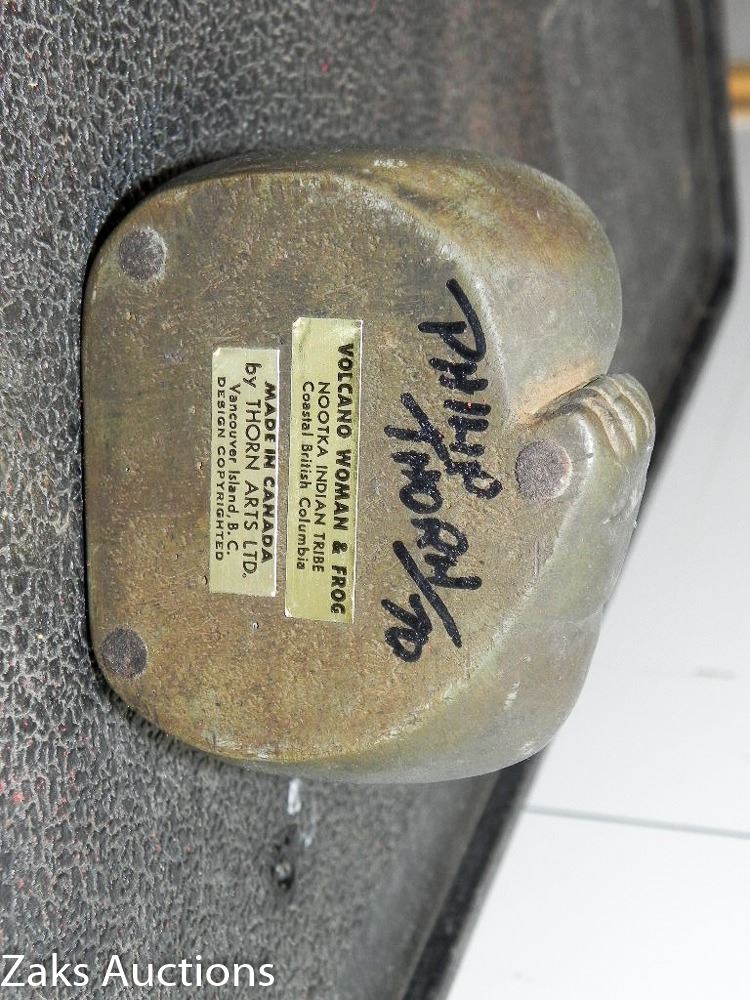 PHILIP
THORN/70
VOLCANO WOMAN & FROG
NOOTKA INDIAN TRIBE
Coastal British Columbia
MADE IN CANADA
by THORN ARTS LTD.
Vancouver Island, B. C.
DESIGN COPYRIGHTED
Zaks Auctions